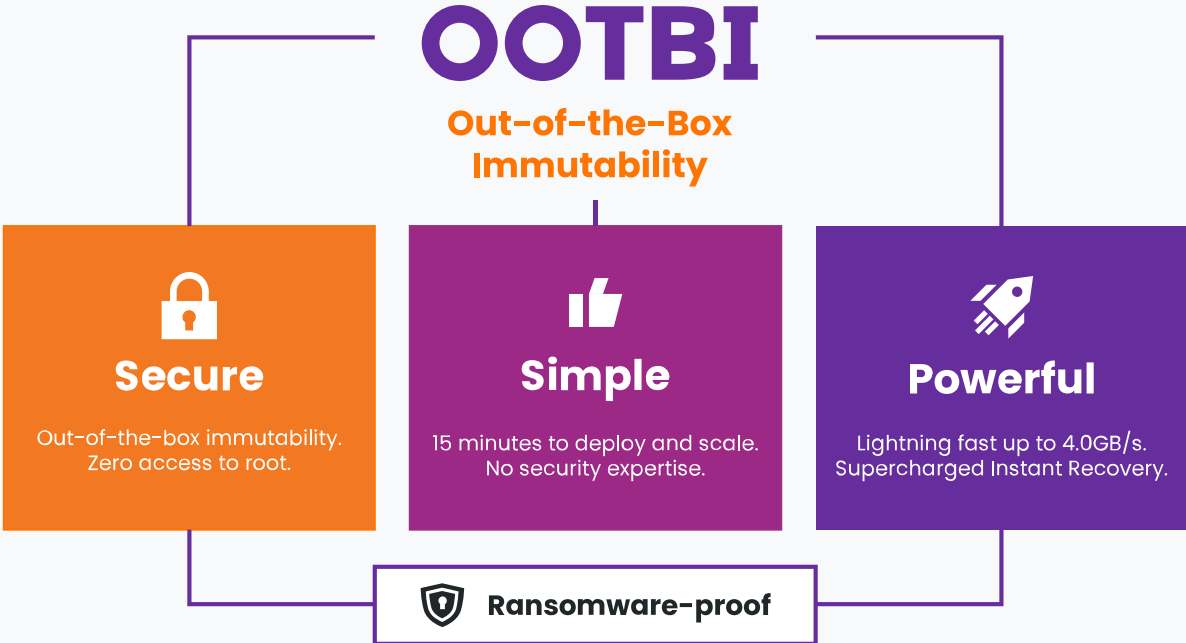 OOTBI
Out-of-the-Box
Immutability
Secure
Out-of-the-box immutability.
Zero access to root.
Simple
15 minutes to deploy and scale.
No security expertise.
Powerful
Lightning fast up to 4.0GB/s.
Supercharged Instant Recovery.
Ransomware-proof